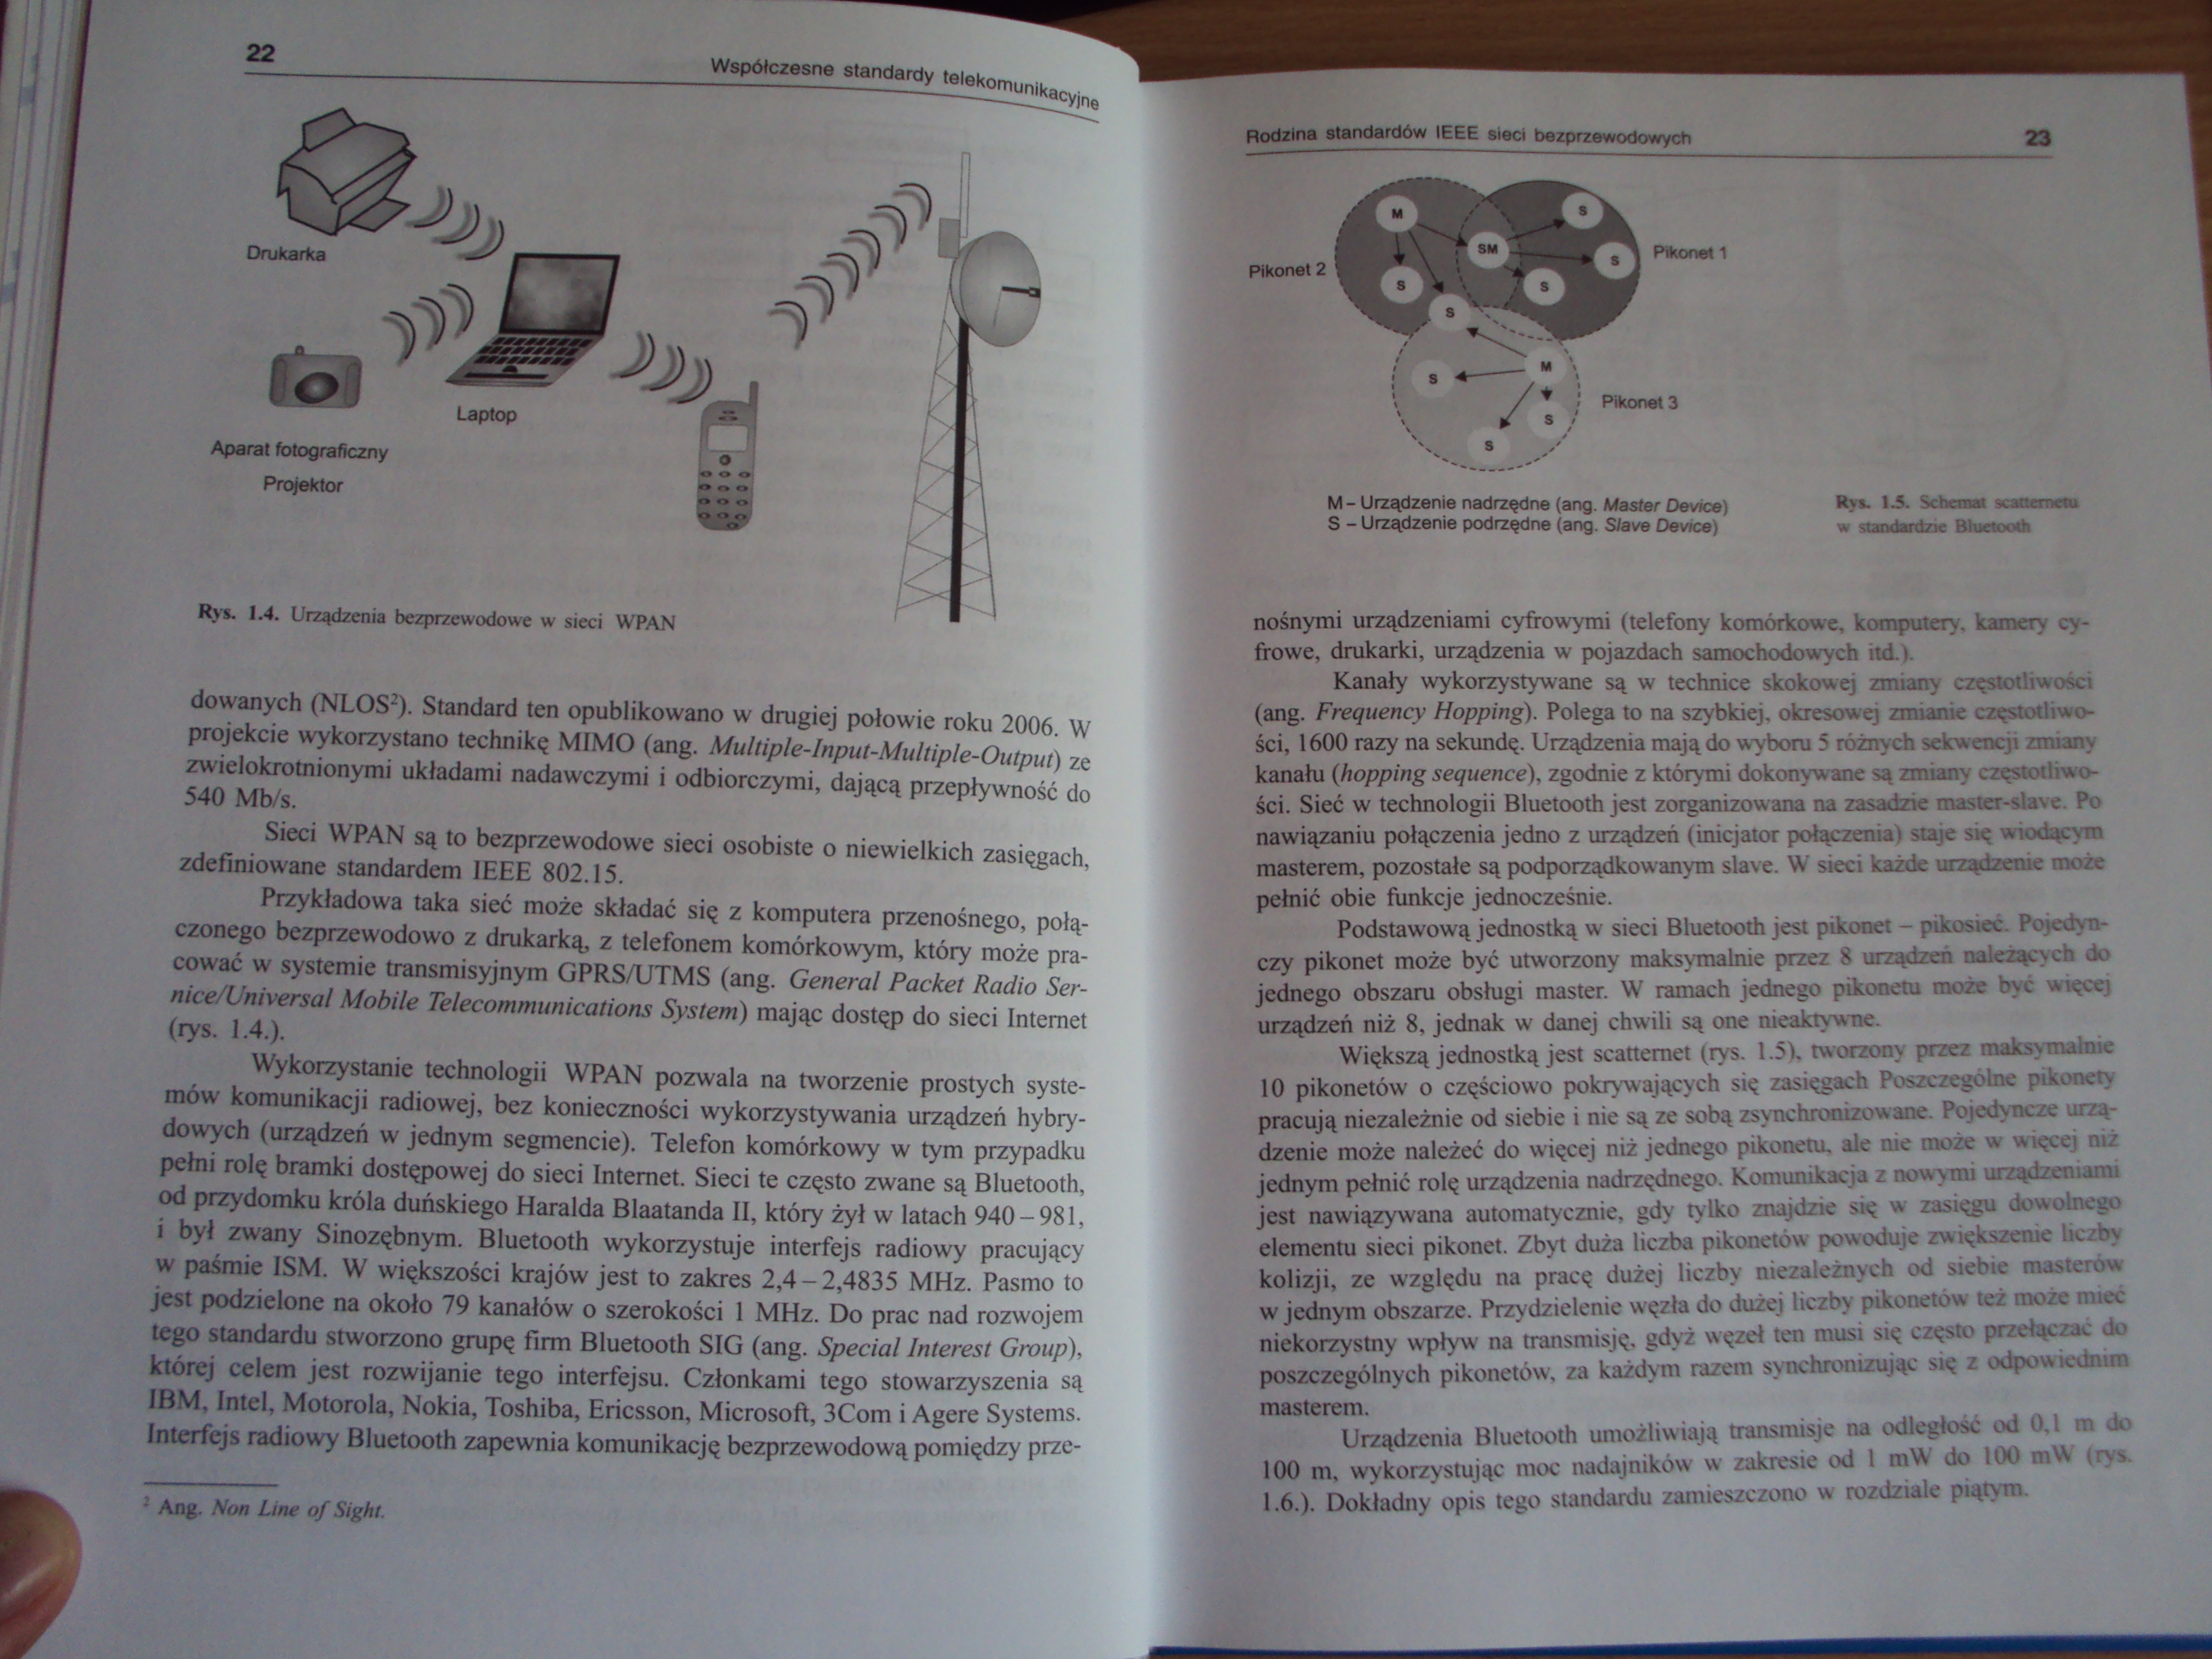 22
Współczesne standardy telekomunikacyjne
Drukarka
Laptop
Aparat fotograficzny
Projektor
Rys. 1.4. Urządzenia bezprzewodowe w sieci WPAN
dowanych (NLOS²). Standard ten opublikowano w drugiej połowie roku 2006. W
projekcie wykorzystano technikę MIMO (ang. Multiple-Input-Multiple-Output) ze
zwielokrotnionymi układami nadawczymi i odbiorczymi, dającą przepływność do
540 Mb/s.
Sieci WPAN są to bezprzewodowe sieci osobiste o niewielkich zasięgach,
zdefiniowane standardem IEEE 802.15.
Przykładowa taka sieć może składać się z komputera przenośnego, połą-
czonego bezprzewodowo z drukarką, z telefonem komórkowym, który może pra-
cować w systemie transmisyjnym GPRS/UTMS (ang. General Packet Radio Ser-
nice/Universal Mobile Telecommunications System) mając dostęp do sieci Internet
(rys. 1.4.).
Wykorzystanie technologii WPAN pozwala na tworzenie prostych syste-
mów komunikacji radiowej, bez konieczności wykorzystywania urządzeń hybry-
dowych (urządzeń w jednym segmencie). Telefon komórkowy w tym przypadku
pełni rolę bramki dostępowej do sieci Internet. Sieci te często zwane są Bluetooth,
od przydomku króla duńskiego Haralda Blaatanda II, który żył w latach 940 – 981,
i był zwany Sinozębnym. Bluetooth wykorzystuje interfejs radiowy pracujący
w paśmie ISM. W większości krajów jest to zakres 2,4 – 2,4835 MHz. Pasmo to
jest podzielone na około 79 kanałów o szerokości 1 MHz. Do prac nad rozwojem
tego standardu stworzono grupę firm Bluetooth SIG (ang. Special Interest Group),
której celem jest rozwijanie tego interfejsu. Członkami tego stowarzyszenia są
IBM, Intel, Motorola, Nokia, Toshiba, Ericsson, Microsoft, 3Com i Agere Systems.
Interfejs radiowy Bluetooth zapewnia komunikację bezprzewodową pomiędzy prze-
² Ang. Non Line of Sight.
Rodzina standardów IEEE sieci bezprzewodowych
23
M
S
SM
S
Pikonet 1
Pikonet 2
S
S
S
M
S
Pikonet 3
S
S
M – Urządzenie nadrzędne (ang. Master Device)
S – Urządzenie podrzędne (ang. Slave Device)
Rys. 1.5. Schemat scatternetu
w standardzie Bluetooth
nośnymi urządzeniami cyfrowymi (telefony komórkowe, komputery, kamery cy-
frowe, drukarki, urządzenia w pojazdach samochodowych itd.).
Kanały wykorzystywane są w technice skokowej zmiany częstotliwości
(ang. Frequency Hopping). Polega to na szybkiej, okresowej zmianie częstotliwo-
ści, 1600 razy na sekundę. Urządzenia mają do wyboru 5 różnych sekwencji zmiany
kanału (hopping sequence), zgodnie z którymi dokonywane są zmiany częstotliwo-
ści. Sieć w technologii Bluetooth jest zorganizowana na zasadzie master-slave. Po
nawiązaniu połączenia jedno z urządzeń (inicjator połączenia) staje się wiodącym
masterem, pozostałe są podporządkowanym slave. W sieci każde urządzenie może
pełnić obie funkcje jednocześnie.
Podstawową jednostką w sieci Bluetooth jest pikonet – pikosieć. Pojedyn-
czy pikonet może być utworzony maksymalnie przez 8 urządzeń należących do
jednego obszaru obsługi master. W ramach jednego pikonetu może być więcej
urządzeń niż 8, jednak w danej chwili są one nieaktywne.
Większą jednostką jest scatternet (rys. 1.5), tworzony przez maksymalnie
10 pikonetów o częściowo pokrywających się zasięgach Poszczególne pikonety
pracują niezależnie od siebie i nie są ze sobą zsynchronizowane. Pojedyncze urzą-
dzenie może należeć do więcej niż jednego pikonetu, ale nie może w więcej niż
jednym pełnić rolę urządzenia nadrzędnego. Komunikacja z nowymi urządzeniami
jest nawiązywana automatycznie, gdy tylko znajdzie się w zasięgu dowolnego
elementu sieci pikonet. Zbyt duża liczba pikonetów powoduje zwiększenie liczby
kolizji, ze względu na pracę dużej liczby niezależnych od siebie masterów
w jednym obszarze. Przydzielenie węzła do dużej liczby pikonetów też może mieć
niekorzystny wpływ na transmisję, gdyż węzeł ten musi się często przełączać do
poszczególnych pikonetów, za każdym razem synchronizując się z odpowiednim
masterem.
Urządzenia Bluetooth umożliwiają transmisje na odległość od 0,1 m do
100 m, wykorzystując moc nadajników w zakresie od 1 mW do 100 mW (rys.
1.6.). Dokładny opis tego standardu zamieszczono w rozdziale piątym.